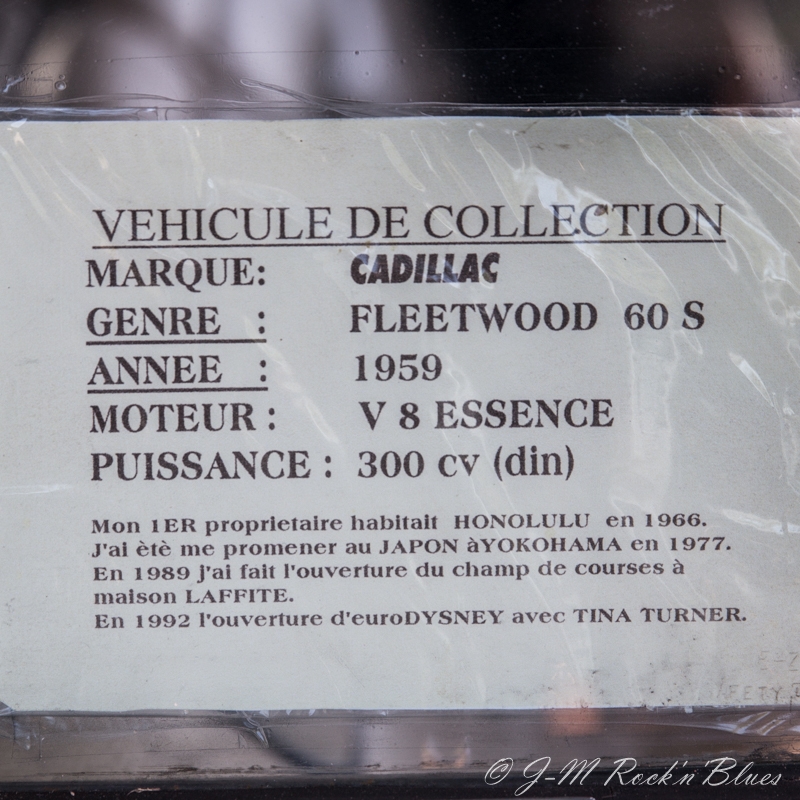 VEHICULE DE COLLECTION
MARQUE: CADILLAC
GENRE : FLEETWOOD 60 S
ANNEE : 1959
MOTEUR : V 8 ESSENCE
PUISSANCE : 300 cv (din)
Mon 1ER proprietaire habitait HONOLULU en 1966.
J'ai ètè me promener au JAPON àYOKOHAMA en 1977.
En 1989 j'ai fait l'ouverture du champ de courses à
maison LAFFITE.
En 1992 l'ouverture d'euroDYSNEY avec TINA TURNER.
© J-M Rock'n'Blues